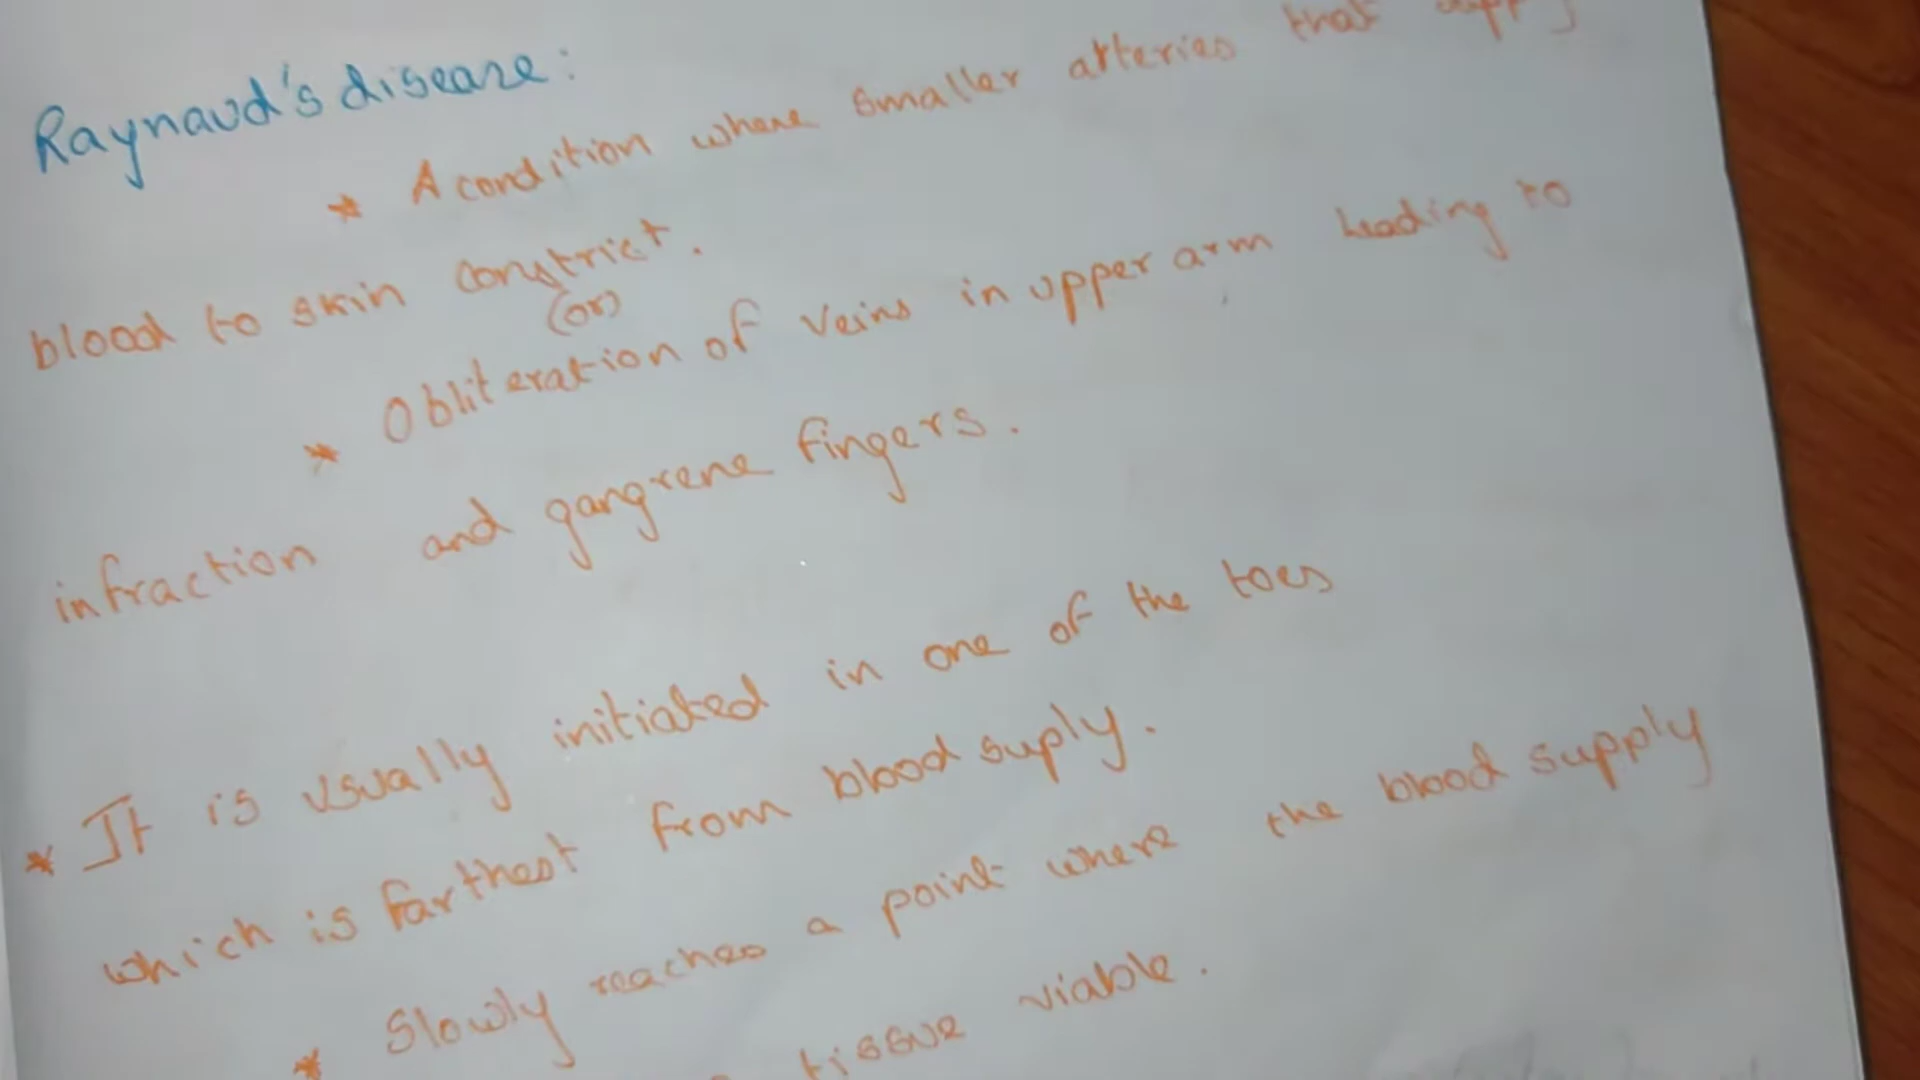 Raynaud's disease:
* A condition where smaller arteries that supply
blood to skin constrict.
(or)
* Obliteration of veins in upper arm leading to
infraction and gangrene fingers.
* It is usually initiated in one of the toes
which is farthest from blood suply.
* Slowly reaches a point where the blood supply
tissue viable.